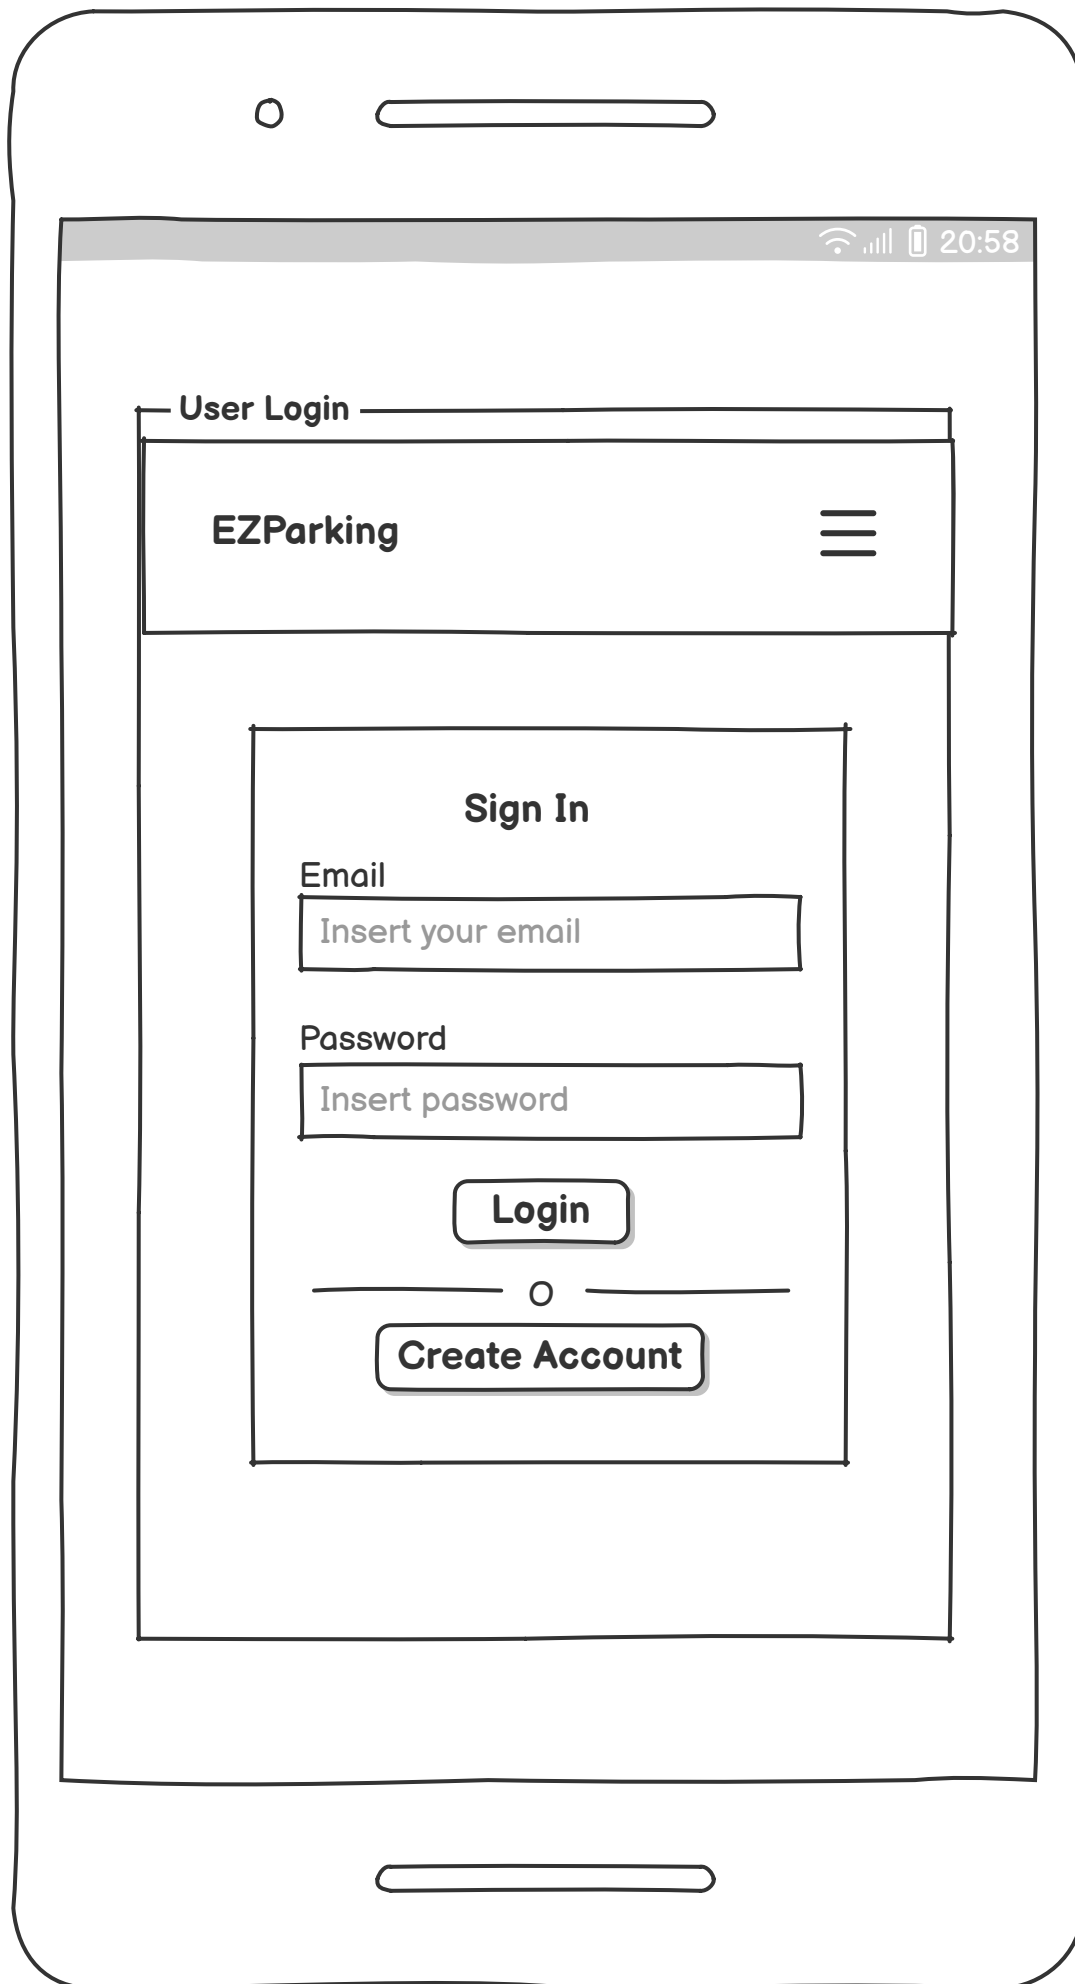 20:58
User Login
EZParking
Sign In
Email
Insert your email
Password
Insert password
Login
O
Create Account